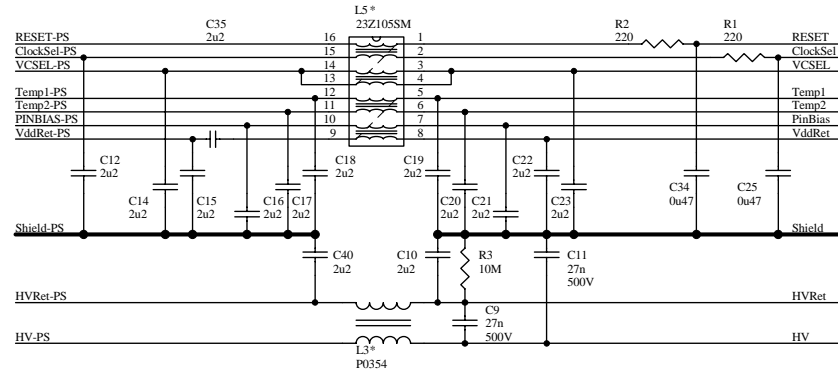 C35
2u2
L5*
23Z105SM
R2
220
R1
220
RESET-PS
16
1
RESET
ClockSel-PS
15
2
ClockSel
VCSEL-PS
14
3
VCSEL
13
4
Temp1-PS
12
5
Temp1
Temp2-PS
11
6
Temp2
PINBIAS-PS
10
7
PinBias
VddRet-PS
9
8
VddRet
C12
2u2
C14
2u2
C15
2u2
C16
2u2
C17
2u2
C18
2u2
C19
2u2
C20
2u2
C21
2u2
C22
2u2
C23
2u2
C34
0u47
C25
0u47
Shield-PS
Shield
C40
2u2
C10
2u2
R3
10M
C11
27n
500V
HVRet-PS
HVRet
C9
27n
500V
HV-PS
HV
L3*
P0354